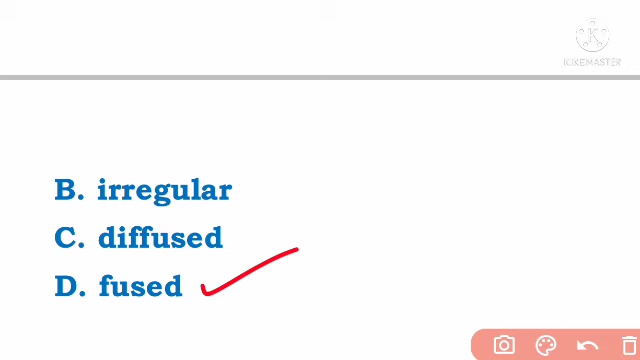 K
KINEMASTER
B. irregular
C. diffused
D. fused